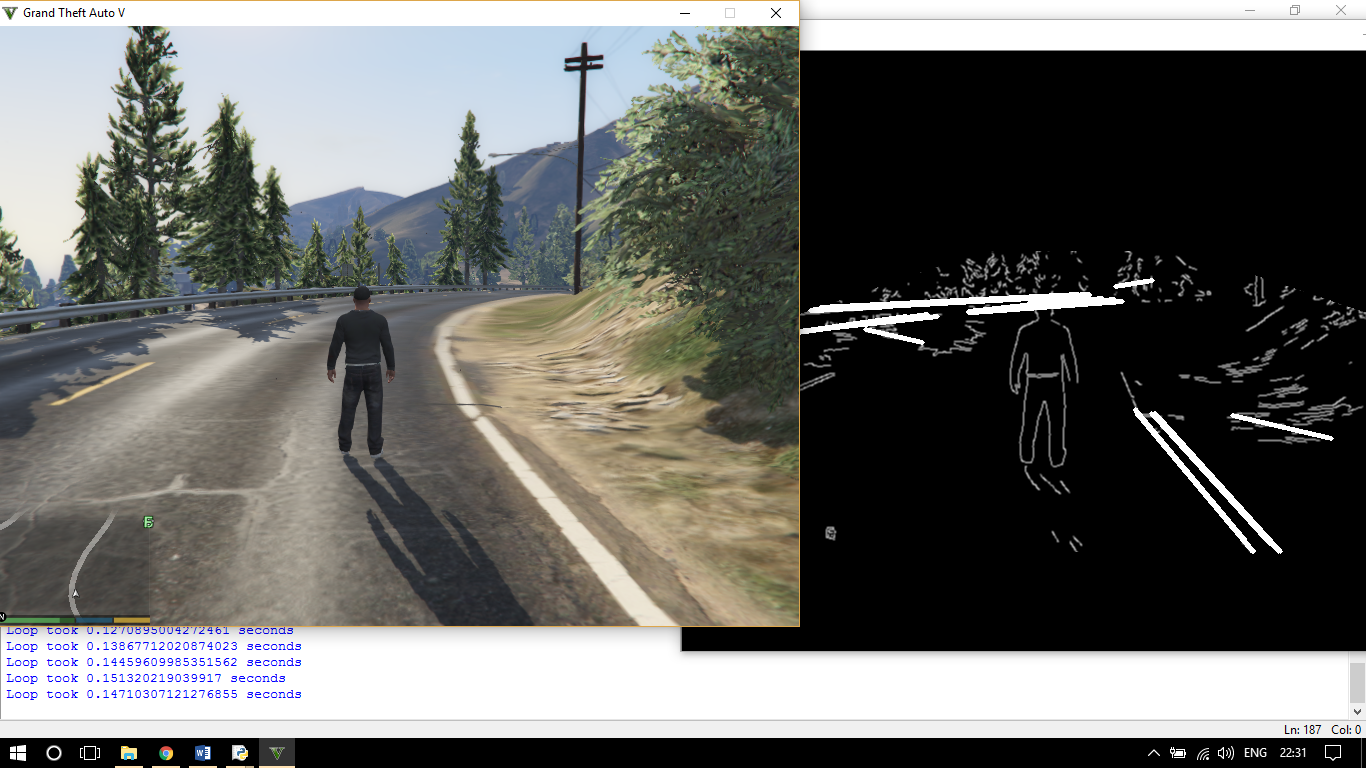 Grand Theft Auto V
N
Loop took 0.1270895004272461 seconds
Loop took 0.13867712020874023 seconds
Loop took 0.14459609985351562 seconds
Loop took 0.151320219039917 seconds
Loop took 0.14710307121276855 seconds
Ln: 187 Col: 0
ENG 22:31